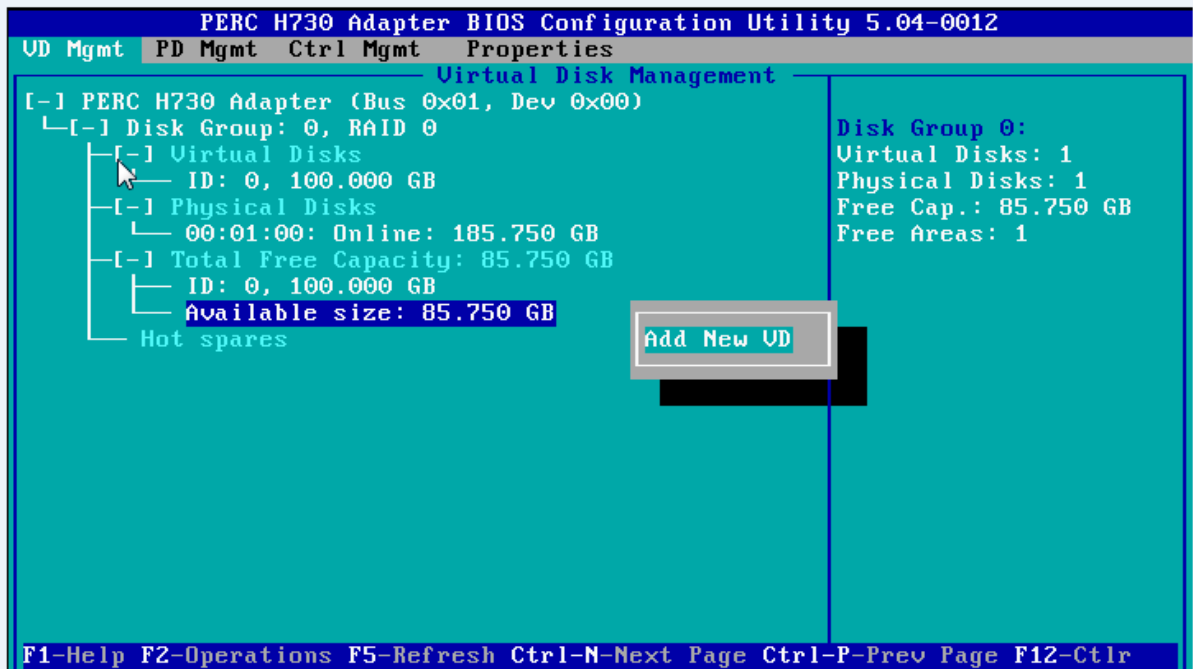 PERC H730 Adapter BIOS Configuration Utility 5.04-0012
VD Mgmt PD Mgmt Ctrl Mgmt Properties
Virtual Disk Management
[-] PERC H730 Adapter (Bus 0x01, Dev 0x00)
[-] Disk Group: 0, RAID 0
[-] Virtual Disks
ID: 0, 100.000 GB
[-] Physical Disks
00:01:00: Online: 185.750 GB
[-] Total Free Capacity: 85.750 GB
ID: 0, 100.000 GB
Available size: 85.750 GB
Hot spares
Add New VD
Disk Group 0:
Virtual Disks: 1
Physical Disks: 1
Free Cap.: 85.750 GB
Free Areas: 1
F1-Help F2-Operations F5-Refresh Ctrl-N-Next Page Ctrl-P-Prev Page F12-Ctlr